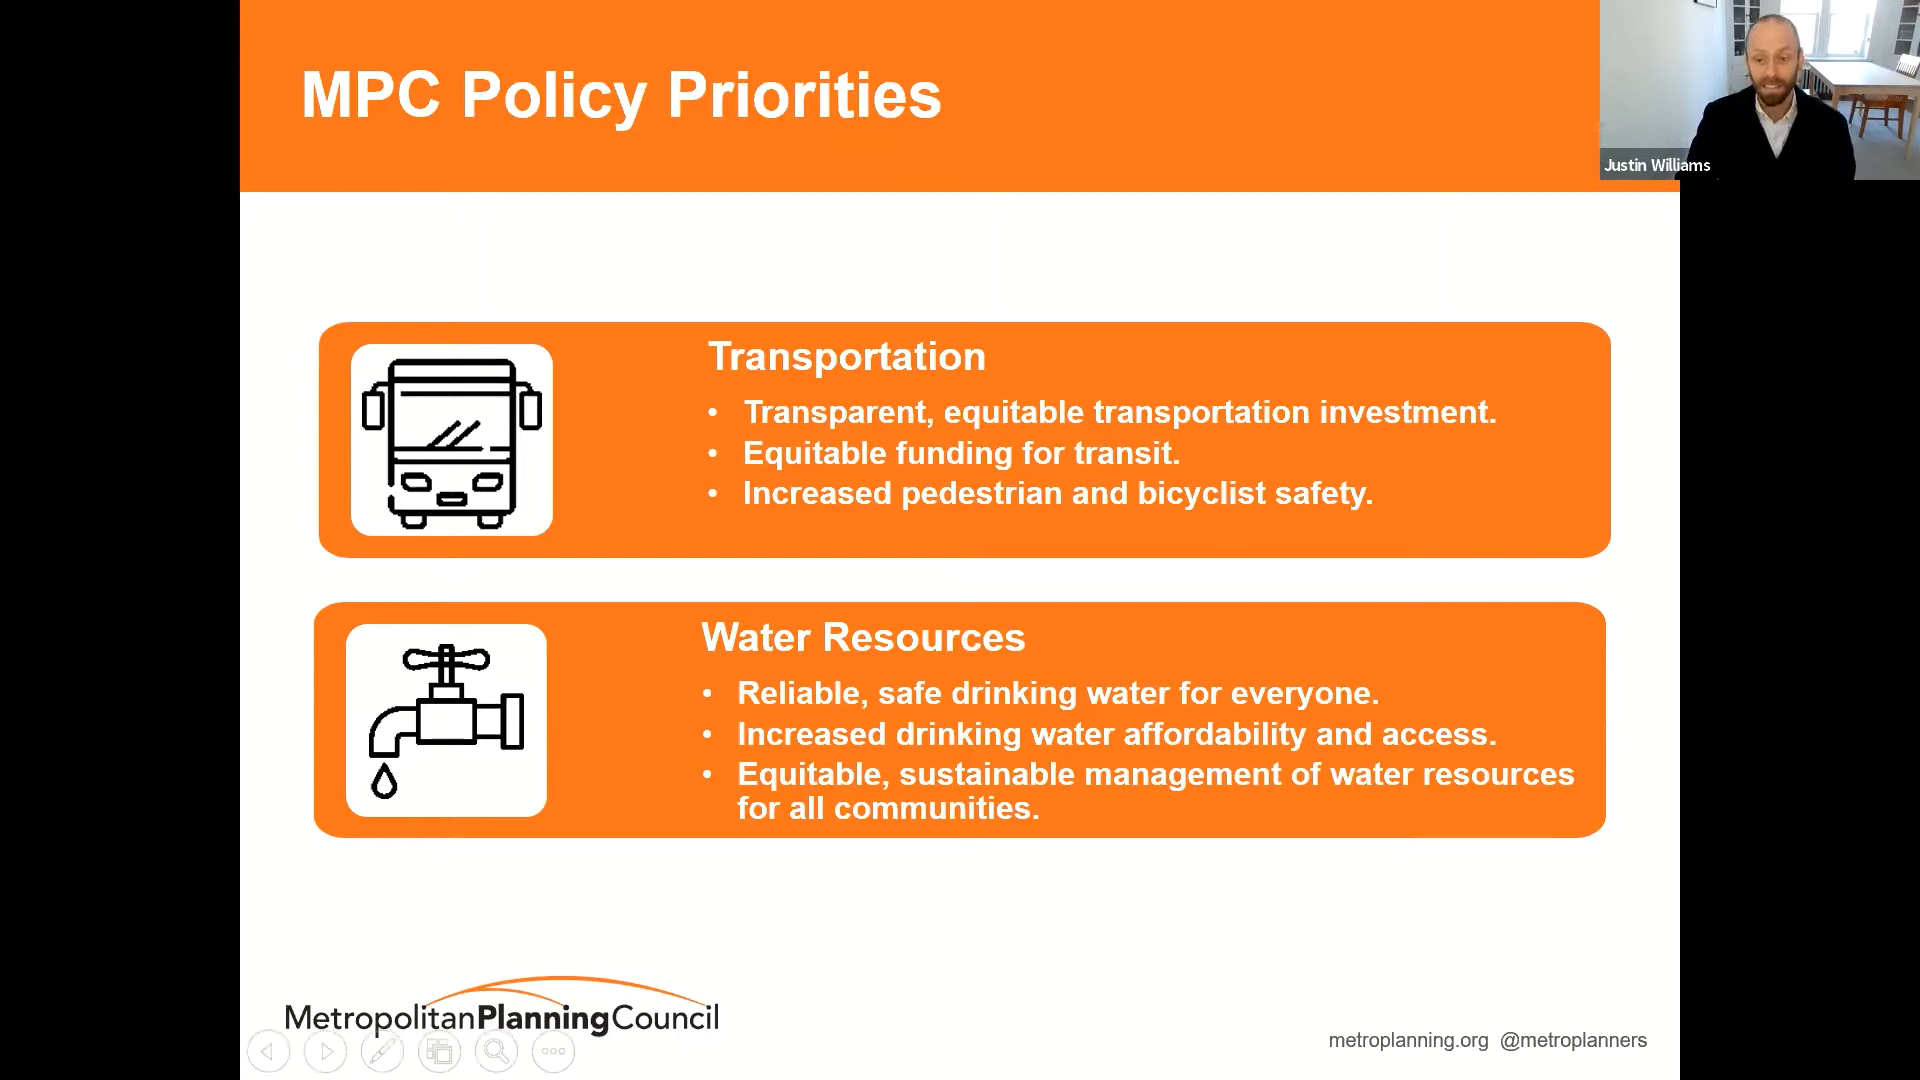 MPC Policy Priorities
Justin Williams
Transportation
• Transparent, equitable transportation investment.
• Equitable funding for transit.
• Increased pedestrian and bicyclist safety.
Water Resources
• Reliable, safe drinking water for everyone.
• Increased drinking water affordability and access.
• Equitable, sustainable management of water resources
for all communities.
MetropolitanPlanningCouncil
metroplanning.org @metroplanners